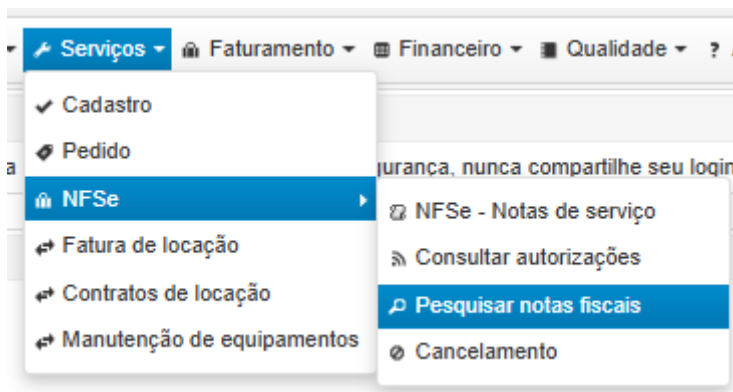 Serviços Faturamento Financeiro Qualidade ?
Cadastro
Pedido
a gurança, nunca compartilhe seu login
NFSe
NFSe - Notas de serviço
Fatura de locação
Consultar autorizações
Contratos de locação
Pesquisar notas fiscais
Manutenção de equipamentos
Cancelamento